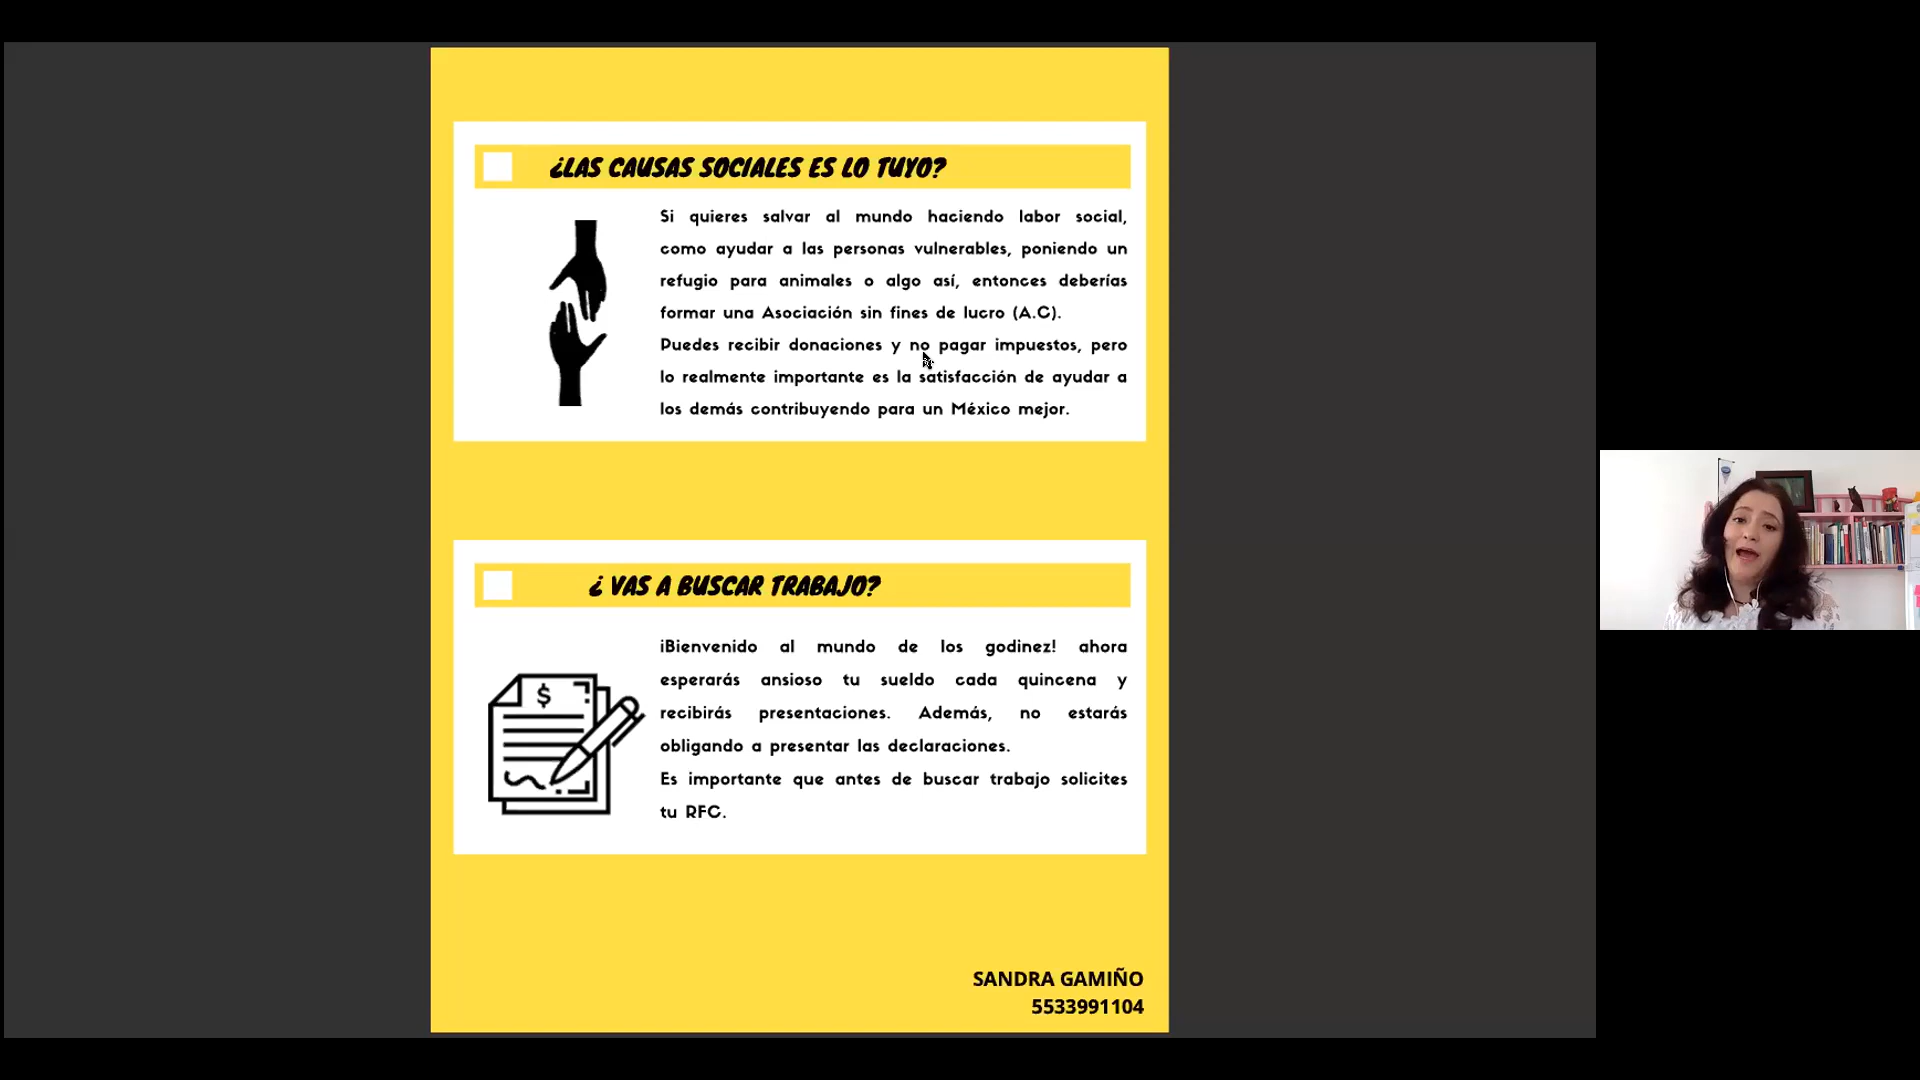 ¿LAS CAUSAS SOCIALES ES LO TUYO?
Si quieres salvar al mundo haciendo labor social,
como ayudar a las personas vulnerables, poniendo un
refugio para animales o algo así, entonces deberías
formar una Asociación sin fines de lucro (A.C).
Puedes recibir donaciones y no pagar impuestos, pero
lo realmente importante es la satisfacción de ayudar a
los demás contribuyendo para un México mejor.
¿ VAS A BUSCAR TRABAJO?
$
¡Bienvenido al mundo de los godinez! ahora
esperarás ansioso tu sueldo cada quincena y
recibirás presentaciones. Además, no estarás
obligando a presentar las declaraciones.
Es importante que antes de buscar trabajo solicites
tu RFC.
SANDRA GAMIÑO
5533991104